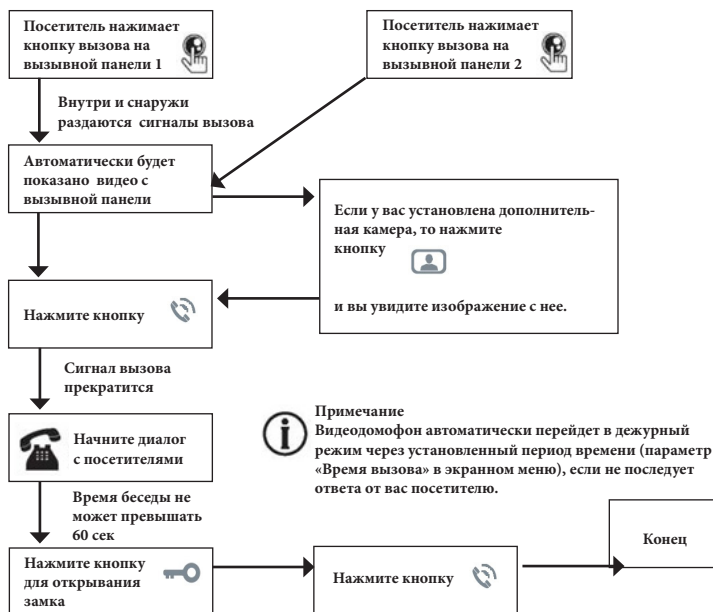 Посетитель нажимает
кнопку вызова на
вызывной панели 1
Посетитель нажимает
кнопку вызова на
вызывной панели 2
Внутри и снаружи
раздаются сигналы вызова
Автоматически будет
показано видео с
вызывной панели
Если у вас установлена дополнитель-
ная камера, то нажмите
кнопку
и вы увидите изображение с нее.
Нажмите кнопку
Сигнал вызова
прекратится
Начните диалог
с посетителями
Примечание
Видеодомофон автоматически перейдет в дежурный
режим через установленный период времени (параметр
«Время вызова» в экранном меню), если не последует
ответа от вас посетителю.
Время беседы не
может превышать
60 сек
Нажмите кнопку
для открывания
замка
Нажмите кнопку
Конец